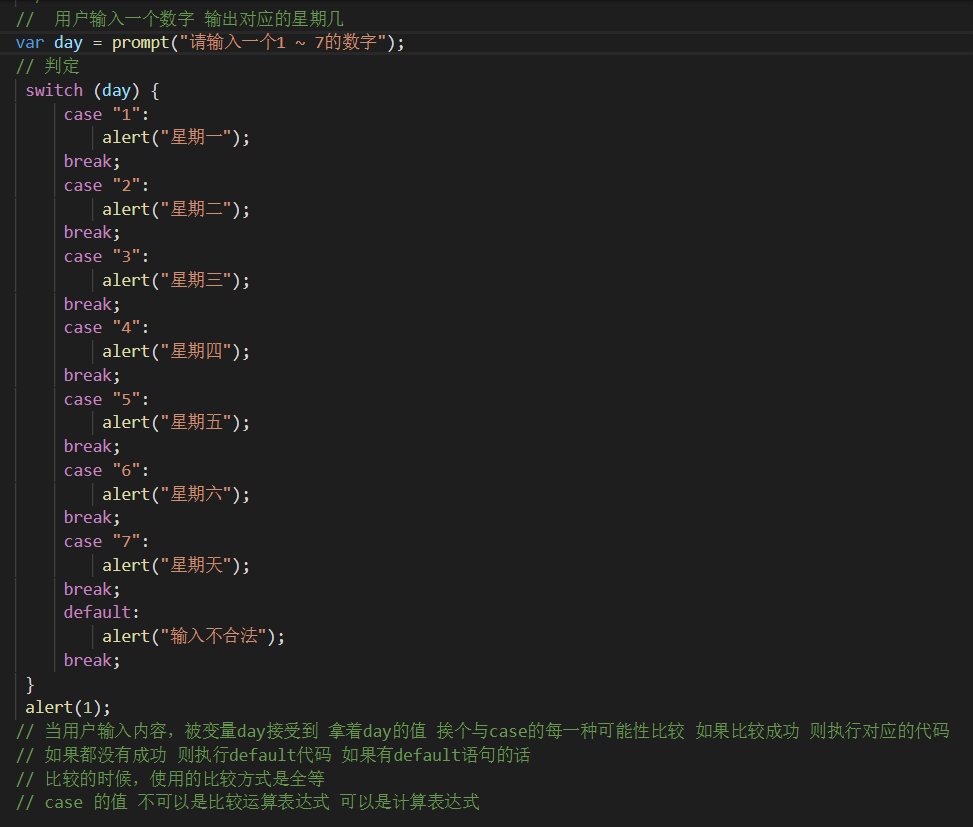 //  用户输入一个数字 输出对应的星期几
var day = prompt("请输入一个1 ~ 7的数字");
// 判定
switch (day) {
case "1":
alert("星期一");
break;
case "2":
alert("星期二");
break;
case "3":
alert("星期三");
break;
case "4":
alert("星期四");
break;
case "5":
alert("星期五");
break;
case "6":
alert("星期六");
break;
case "7":
alert("星期天");
break;
default:
alert("输入不合法");
break;
}
alert(1);
// 当用户输入内容，被变量day接受到 拿着day的值 挨个与case的每一种可能性比较 如果比较成功 则执行对应的代码
// 如果都没有成功 则执行default代码 如果有default语句的话
// 比较的时候，使用的比较方式是全等
// case 的值 不可以是比较运算表达式 可以是计算表达式